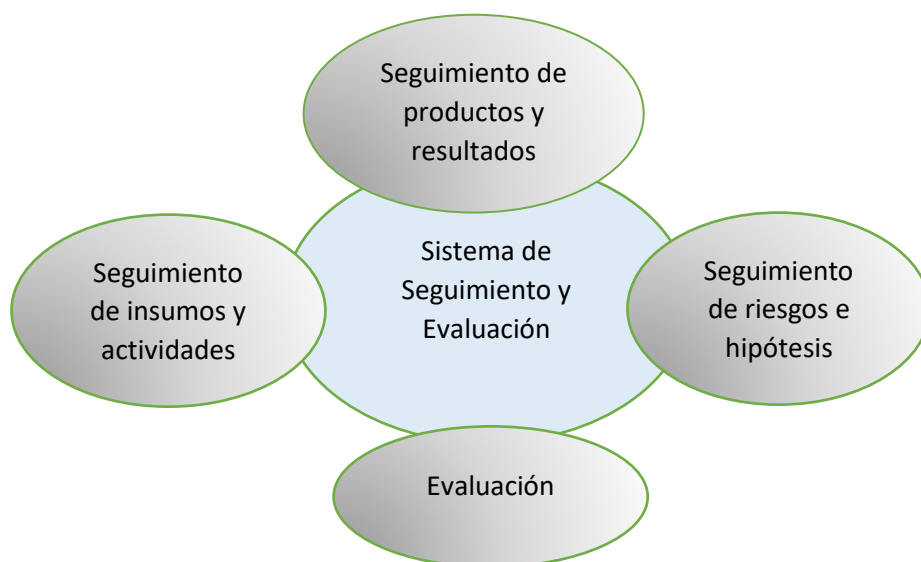 Seguimiento de
productos y
resultados
Sistema de
Seguimiento y
Evaluación
Seguimiento
de insumos y
actividades
Seguimiento
de riesgos e
hipótesis
Evaluación